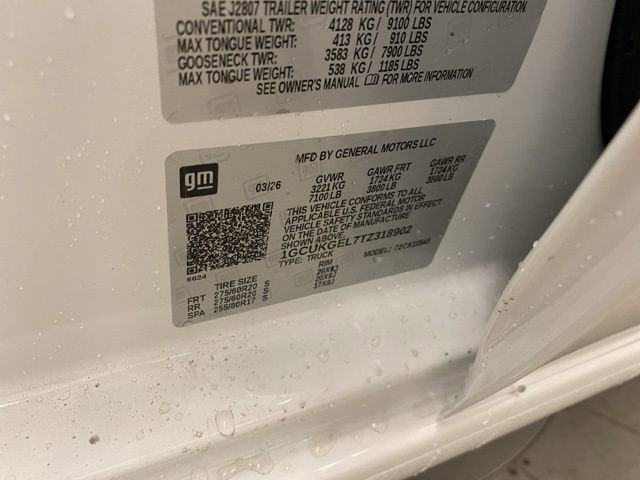 SAE J2807 TRAILER WEIGHT RATING (TWR) FOR VEHICLE CONFIGURATION.
CONVENTIONAL TWR: 4128 KG / 9100 LBS
MAX TONGUE WEIGHT: 413 KG / 910 LBS
GOOSENECK TWR: 3583 KG / 7900 LBS
MAX TONGUE WEIGHT: 538 KG / 1185 LBS
SEE OWNER'S MANUAL FOR MORE INFORMATION
gm
MFD BY GENERAL MOTORS LLC
03/26
GVWR GAWR FRT GAWR RR
3221 KG 1724 KG 1724 KG
7100 LB 3800 LB 3800 LB
THIS VEHICLE CONFORMS TO ALL
APPLICABLE U.S. FEDERAL MOTOR
VEHICLE SAFETY STANDARDS IN EFFECT
ON THE DATE OF MANUFACTURE
1GCUKGEL7TZ318902
TYPE: TRUCK MODEL: TZCK10543
S624
TIRE SIZE RIM
FRT 275/60R20 S 20X9J
RR 275/60R20 S 20X9J
SPA 255/80R17 S 17X8J